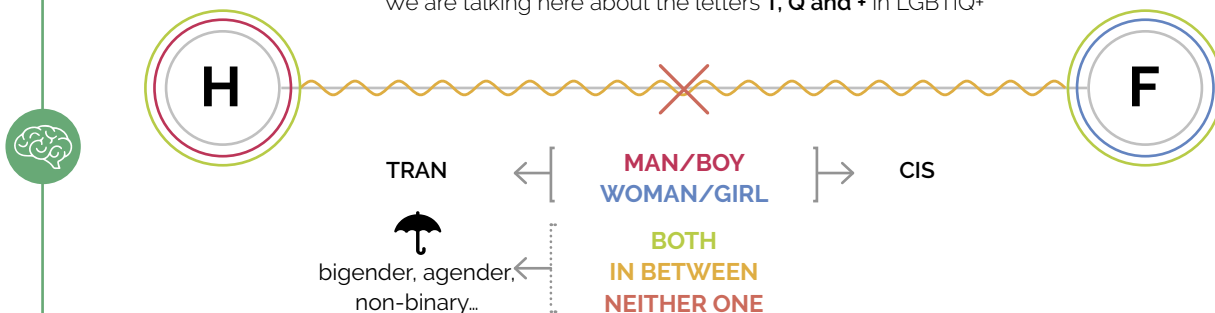 We are talking here about the letters T, Q and + in LGBTIQ+
H
F
TRAN
MAN/BOY
WOMAN/GIRL
CIS
BOTH
bigender, agender,
IN BETWEEN
non-binary...
NEITHER ONE